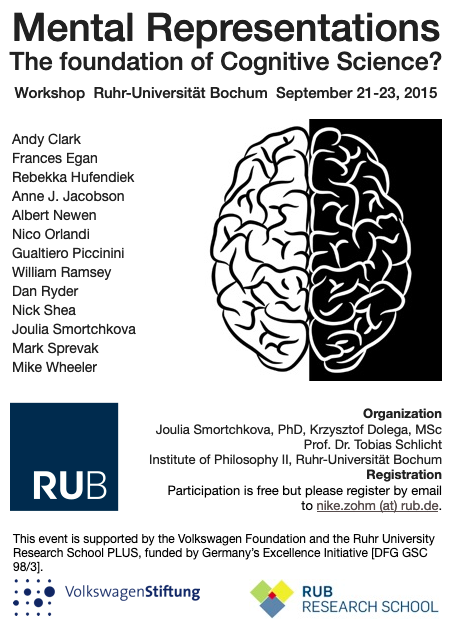 Mental Representations
The foundation of Cognitive Science?
Workshop Ruhr-Universität Bochum September 21-23, 2015
Andy Clark
Frances Egan
Rebekka Hufendiek
Anne J. Jacobson
Albert Newen
Nico Orlandi
Gualtiero Piccinini
William Ramsey
Dan Ryder
Nick Shea
Joulia Smortchkova
Mark Sprevak
Mike Wheeler
RUB
Organization
Joulia Smortchkova, PhD, Krzysztof Dolega, MSc
Prof. Dr. Tobias Schlicht
Institute of Philosophy II, Ruhr-Universität Bochum
Registration
Participation is free but please register by email
to nike.zohm (at) rub.de.
This event is supported by the Volkswagen Foundation and the Ruhr University
Research School PLUS, funded by Germany's Excellence Initiative [DFG GSC
98/3].
VolkswagenStiftung
RUB
RESEARCH SCHOOL